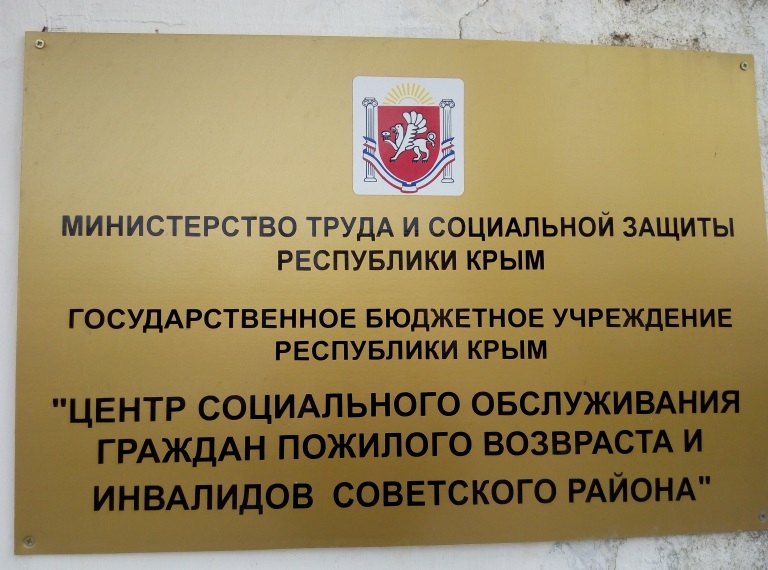 МИНИСТЕРСТВО ТРУДА И СОЦИАЛЬНОЙ ЗАЩИТЫ
РЕСПУБЛИКИ КРЫМ
ГОСУДАРСТВЕННОЕ БЮДЖЕТНОЕ УЧРЕЖДЕНИЕ
РЕСПУБЛИКИ КРЫМ
"ЦЕНТР СОЦИАЛЬНОГО ОБСЛУЖИВАНИЯ
ГРАЖДАН ПОЖИЛОГО ВОЗВРАСТА И
ИНВАЛИДОВ СОВЕТСКОГО РАЙОНА"